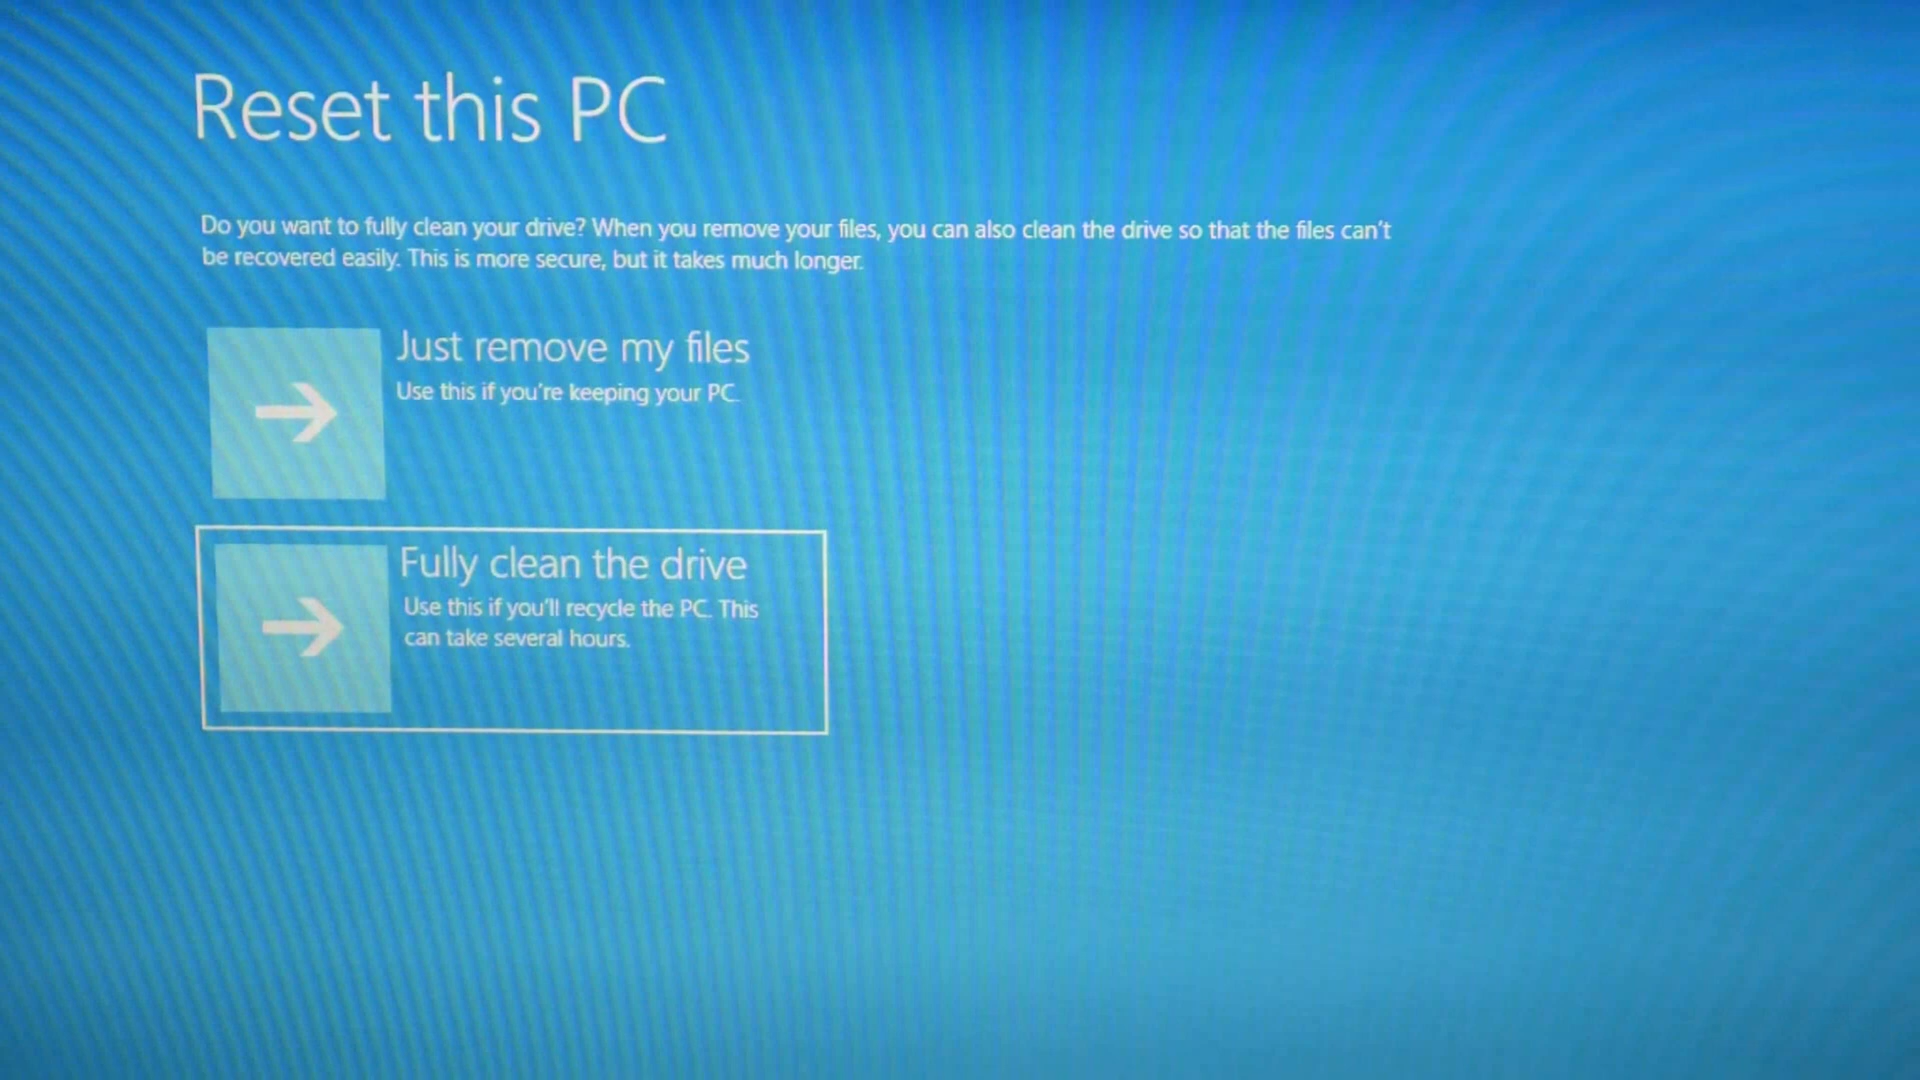 Reset this PC
Do you want to fully clean your drive? When you remove your files, you can also clean the drive so that the files can't
be recovered easily. This is more secure, but it takes much longer.
Just remove my files
Use this if you're keeping your PC.
Fully clean the drive
Use this if you'll recycle the PC. This
can take several hours.